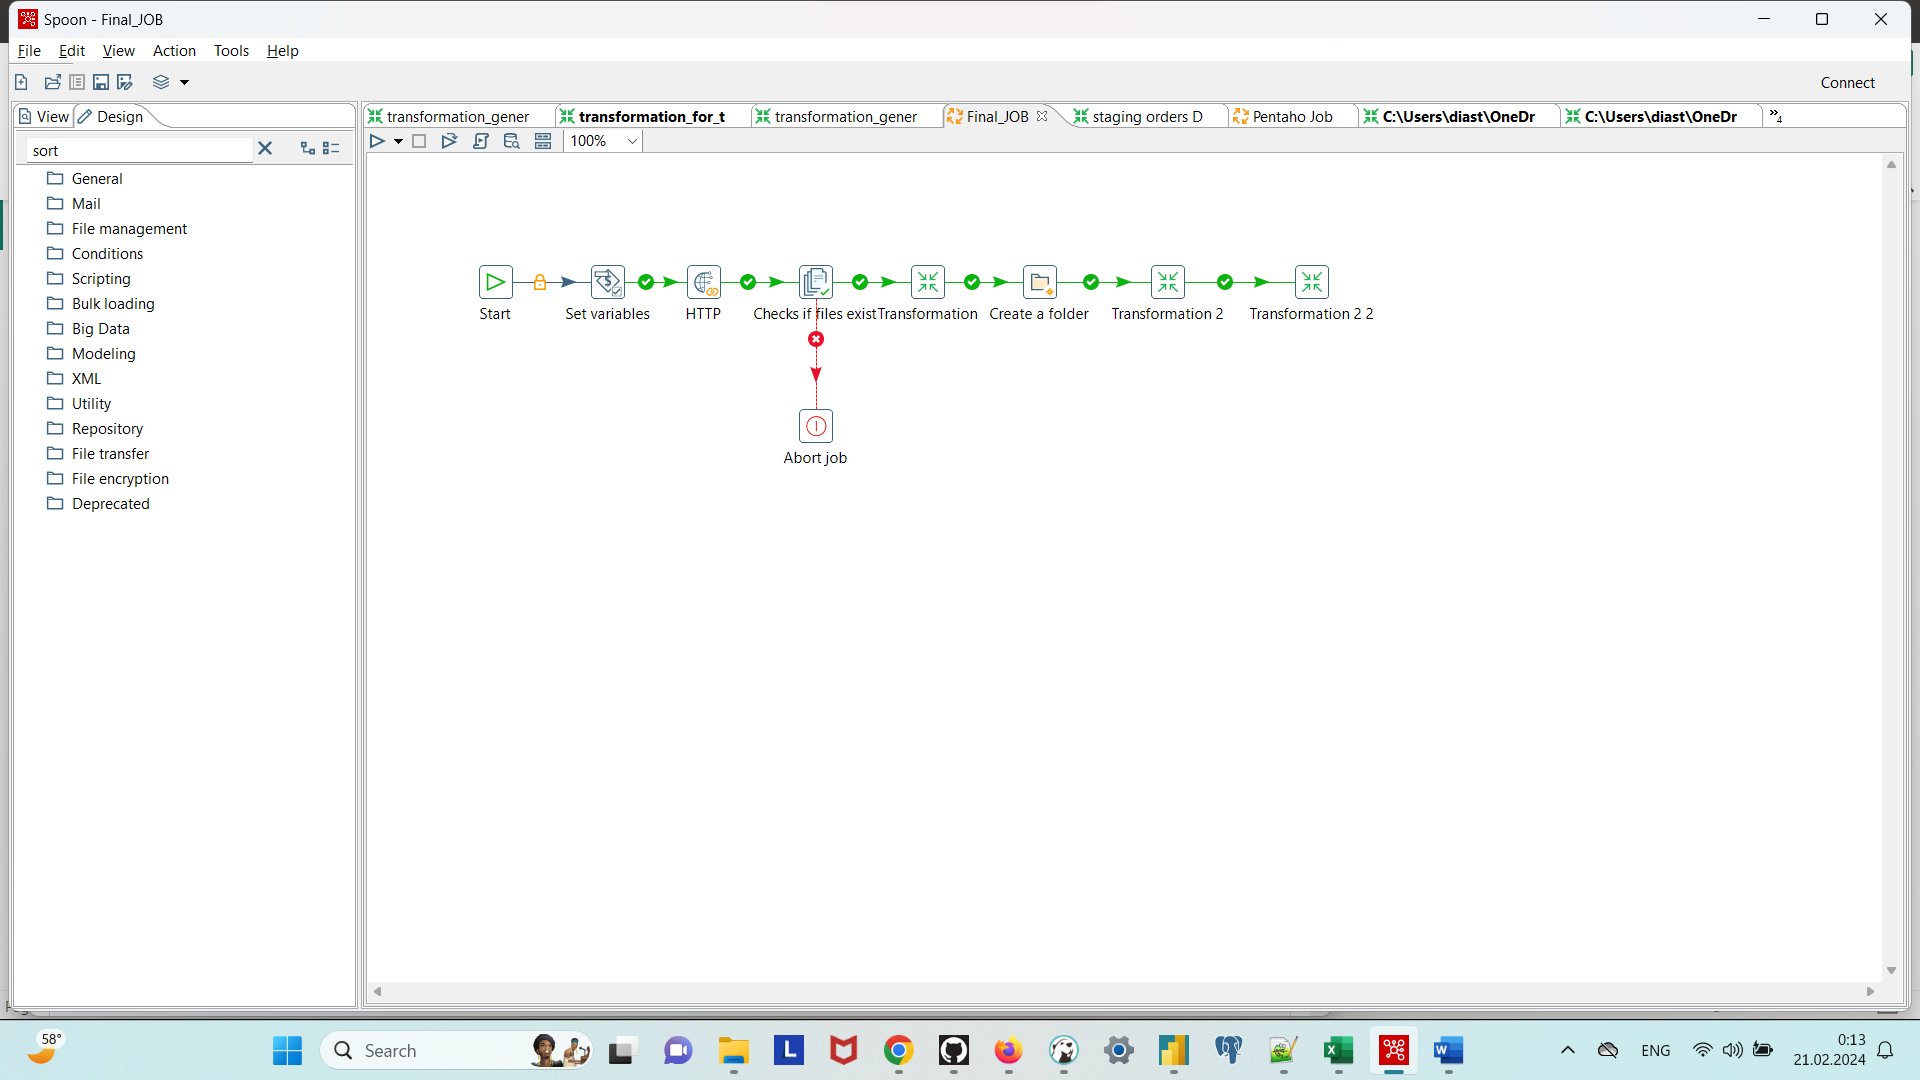 Spoon - Final_JOB
File Edit View Action Tools Help
Connect
View Design
transformation_gener transformation_for_t transformation_gener Final_JOB staging orders D Pentaho Job C:\Users\diast\OneDr C:\Users\diast\OneDr »4
100%
sort
General
Mail
File management
Conditions
Scripting
Bulk loading
Big Data
Modeling
XML
Utility
Repository
File transfer
File encryption
Deprecated
Start Set variables HTTP Checks if files exist Transformation Create a folder Transformation 2 Transformation 2 2
Abort job
58°
Search
L
W
ENG
0:13
21.02.2024